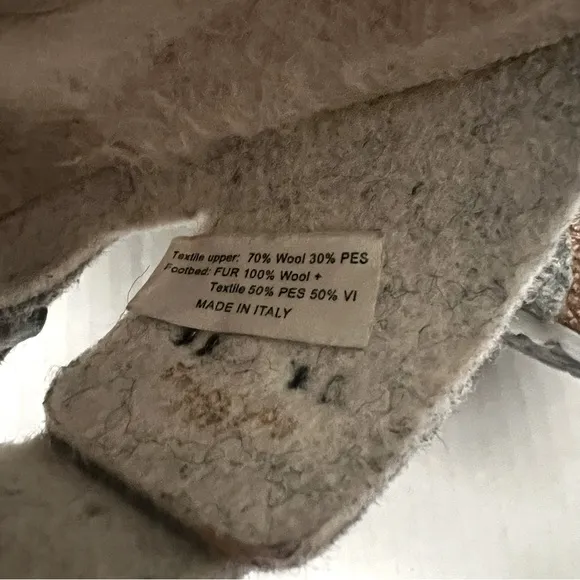 Textile upper: 70% Wool 30% PES
Footbed: FUR 100% Wool +
Textile 50% PES 50% VI
MADE IN ITALY